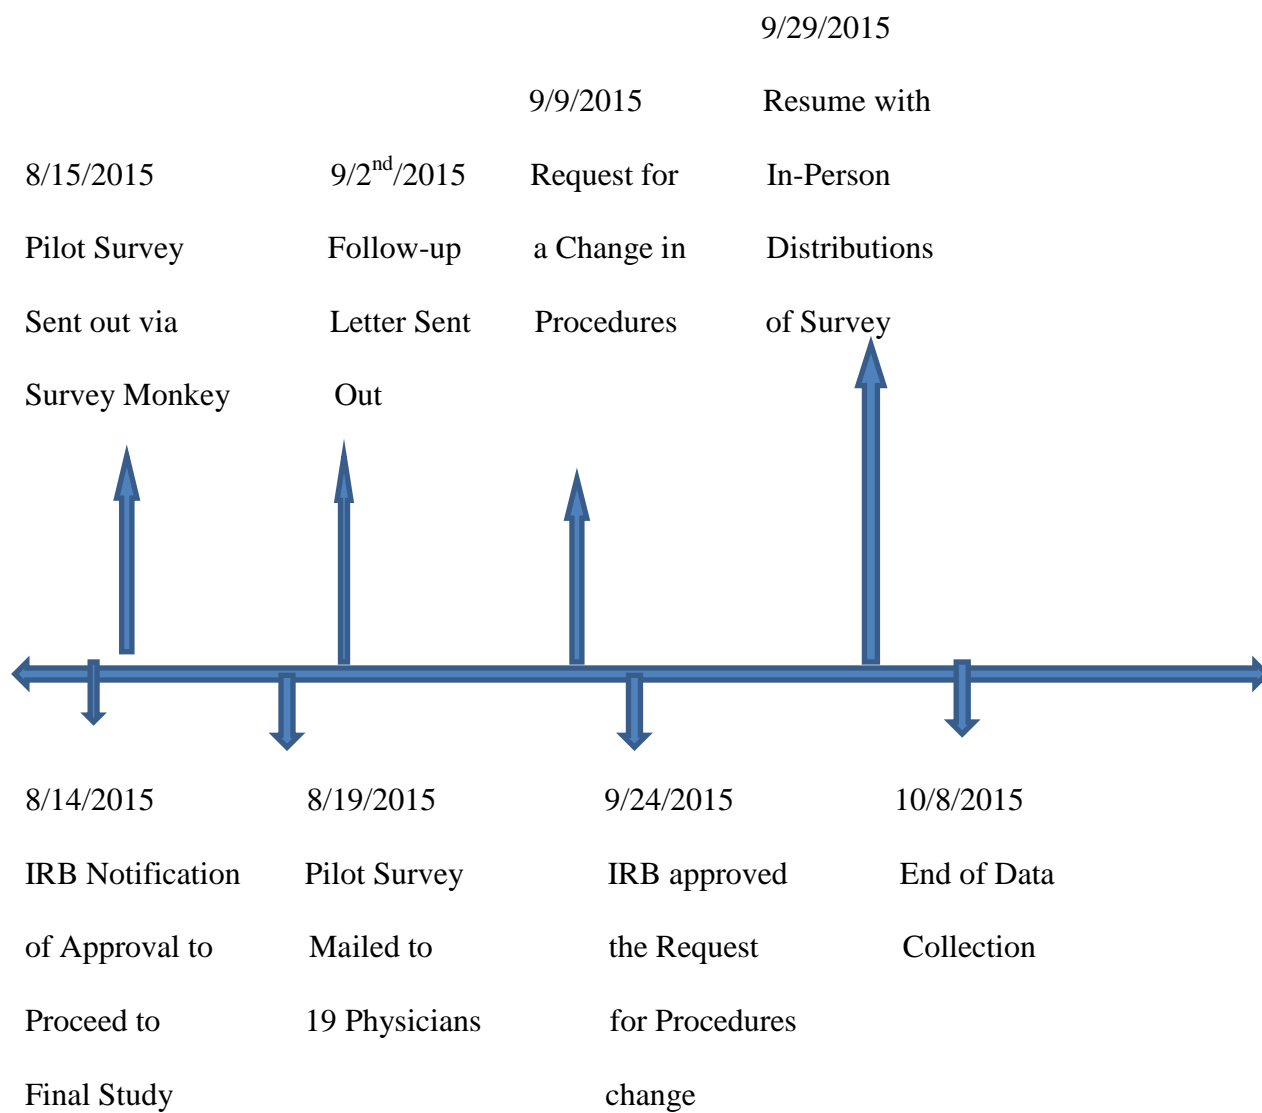 8/15/2015
Pilot Survey
Sent out via
Survey Monkey
9/2nd/2015
Follow-up
Letter Sent
Out
9/9/2015
Request for
a Change in
Procedures
9/29/2015
Resume with
In-Person
Distributions
of Survey
8/14/2015
IRB Notification
of Approval to
Proceed to
Final Study
8/19/2015
Pilot Survey
Mailed to
19 Physicians
9/24/2015
IRB approved
the Request
for Procedures
change
10/8/2015
End of Data
Collection